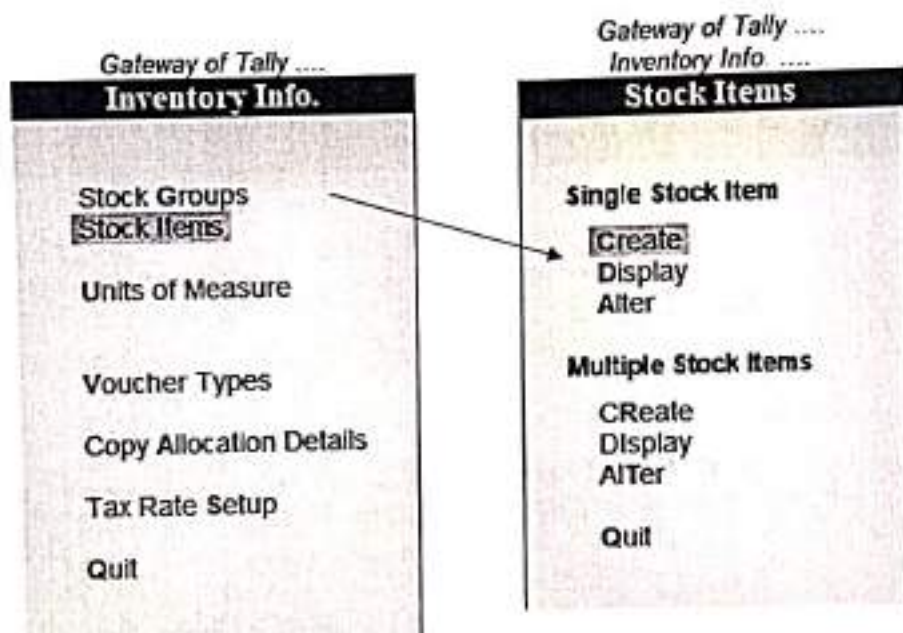 Gateway of Tally ....
Inventory Info.
Stock Groups
Stock Items
Units of Measure
Voucher Types
Copy Allocation Details
Tax Rate Setup
Quit
Gateway of Tally ....
Inventory Info. ....
Stock Items
Single Stock Item
Create
Display
Alter
Multiple Stock Items
CReate
DIsplay
AlTer
Quit